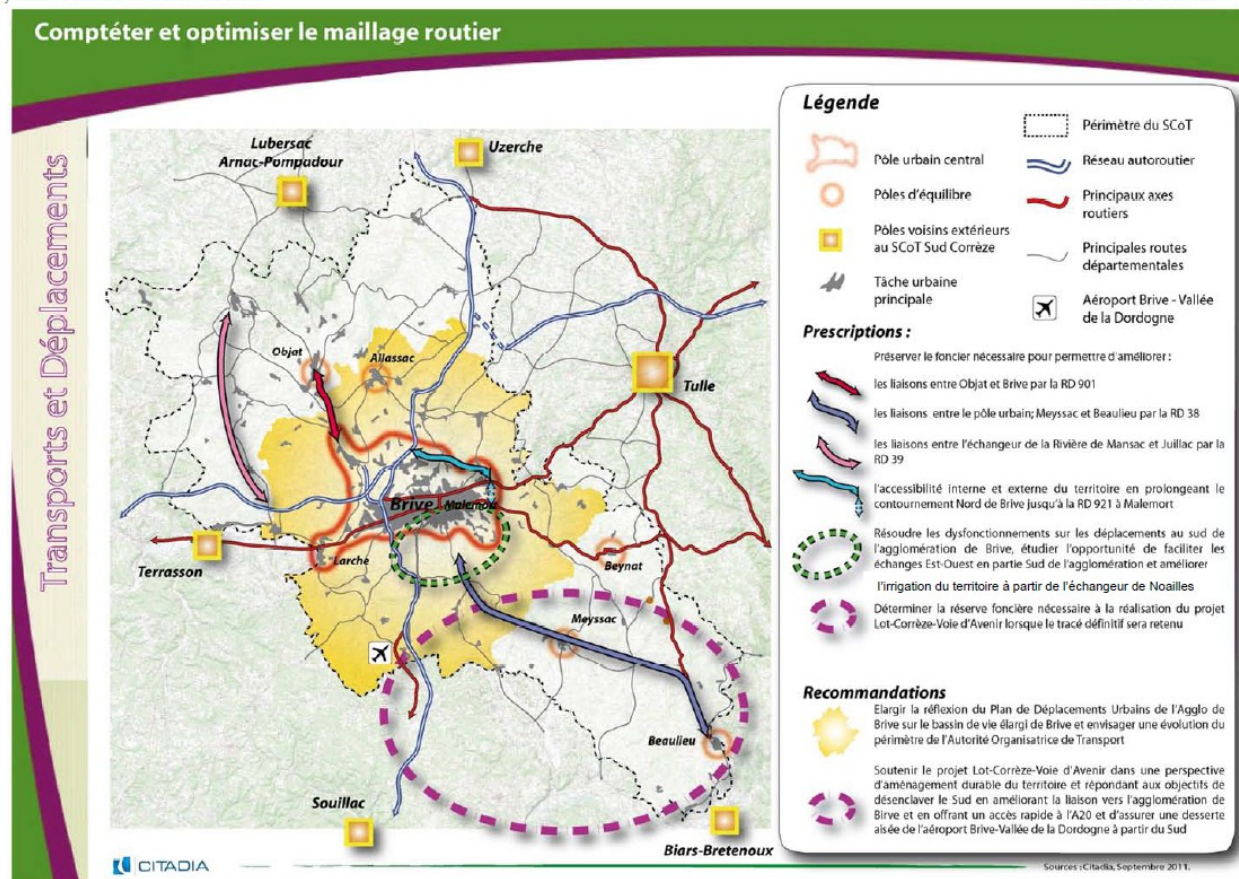 Comptéter et optimiser le maillage routier
Transports et Déplacements
Lubersac
Arnac-Pompadour
Uzerche
Objat
Allassac
Tulle
Brive
Malemort
Terrasson
Larche
Beynat
Meyssac
Beaulieu
Souillac
Biars-Bretenoux
Légende
Pôle urbain central
Pôles d'équilibre
Pôles voisins extérieurs
au SCoT Sud Corrèze
Tâche urbaine
principale
Périmètre du SCoT
Réseau autoroutier
Principaux axes
routiers
Principales routes
départementales
Aéroport Brive - Vallée
de la Dordogne
Prescriptions :
Préserver le foncier nécessaire pour permettre d'améliorer :
les liaisons entre Objat et Brive par la RD 901
les liaisons entre le pôle urbain; Meyssac et Beaulieu par la RD 38
les liaisons entre l'échangeur de la Rivière de Mansac et Juillac par la
RD 39
l'accessibilité interne et externe du territoire en prolongeant le
contournement Nord de Brive jusqu'à la RD 921 à Malemort
Résoudre les dysfonctionnements sur les déplacements au sud de
l'agglomération de Brive, étudier l'opportunité de faciliter les
échanges Est-Ouest en partie Sud de l'agglomération et améliorer
l'irrigation du territoire à partir de l'échangeur de Noailles
Déterminer la réserve foncière nécessaire à la réalisation du projet
Lot-Corrèze-Voie d'Avenir lorsque le tracé définitif sera retenu
Recommandations
Elargir la réflexion du Plan de Déplacements Urbains de l'Agglo de
Brive sur le bassin de vie élargi de Brive et envisager une évolution du
périmètre de l'Autorité Organisatrice de Transport
Soutenir le projet Lot-Corrèze-Voie d'Avenir dans une perspective
d'aménagement durable du territoire et répondant aux objectifs de
désenclaver le Sud en améliorant la liaison vers l'agglomération de
Birve et en offrant un accès rapide à l'A20 et d'assurer une desserte
aisée de l'aéroport Brive-Vallée de la Dordogne à partir du Sud
CITADIA
Sources : Citadia, Septembre 2011.